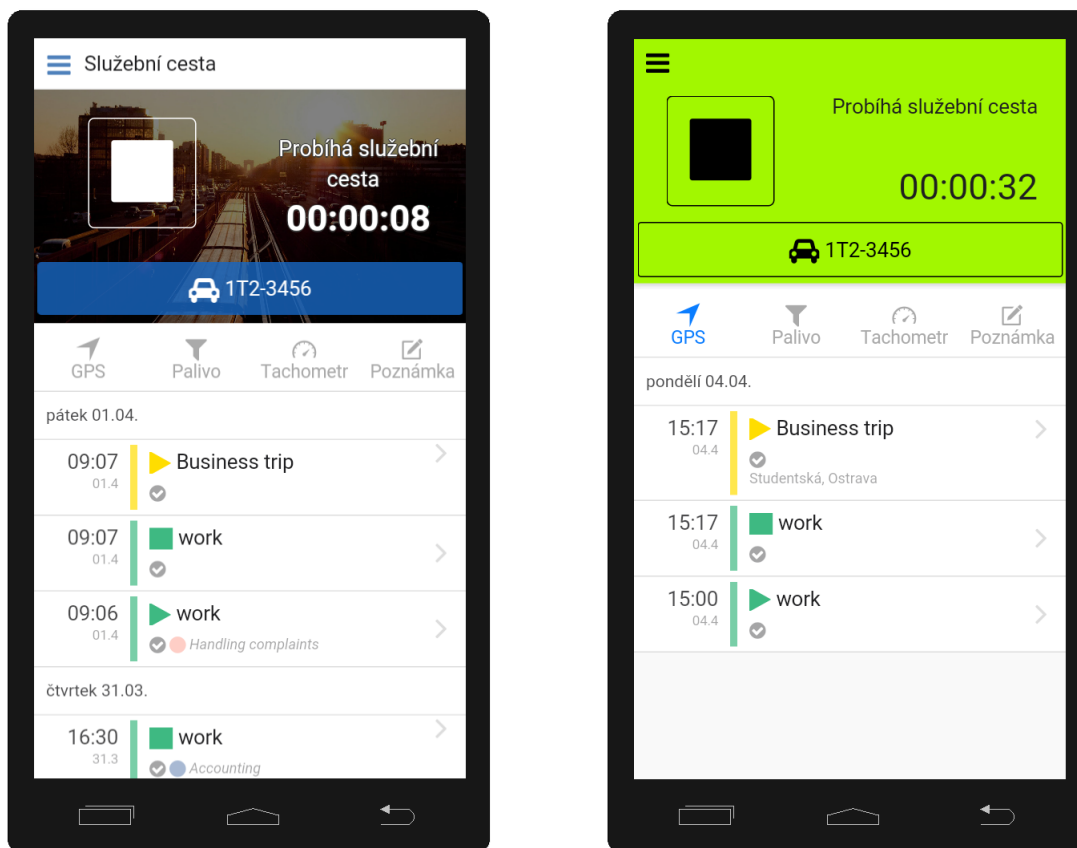 Služební cesta
Probíhá služební
cesta
00:00:08
1T2-3456
GPS Palivo Tachometr Poznámka
pátek 01.04.
09:07 Business trip
01.4
09:07 work
01.4
09:06 work
01.4 Handling complaints
čtvrtek 31.03.
16:30 work
31.3 Accounting
Probíhá služební cesta
00:00:32
1T2-3456
GPS Palivo Tachometr Poznámka
pondělí 04.04.
15:17 Business trip
04.4
Studentská, Ostrava
15:17 work
04.4
15:00 work
04.4